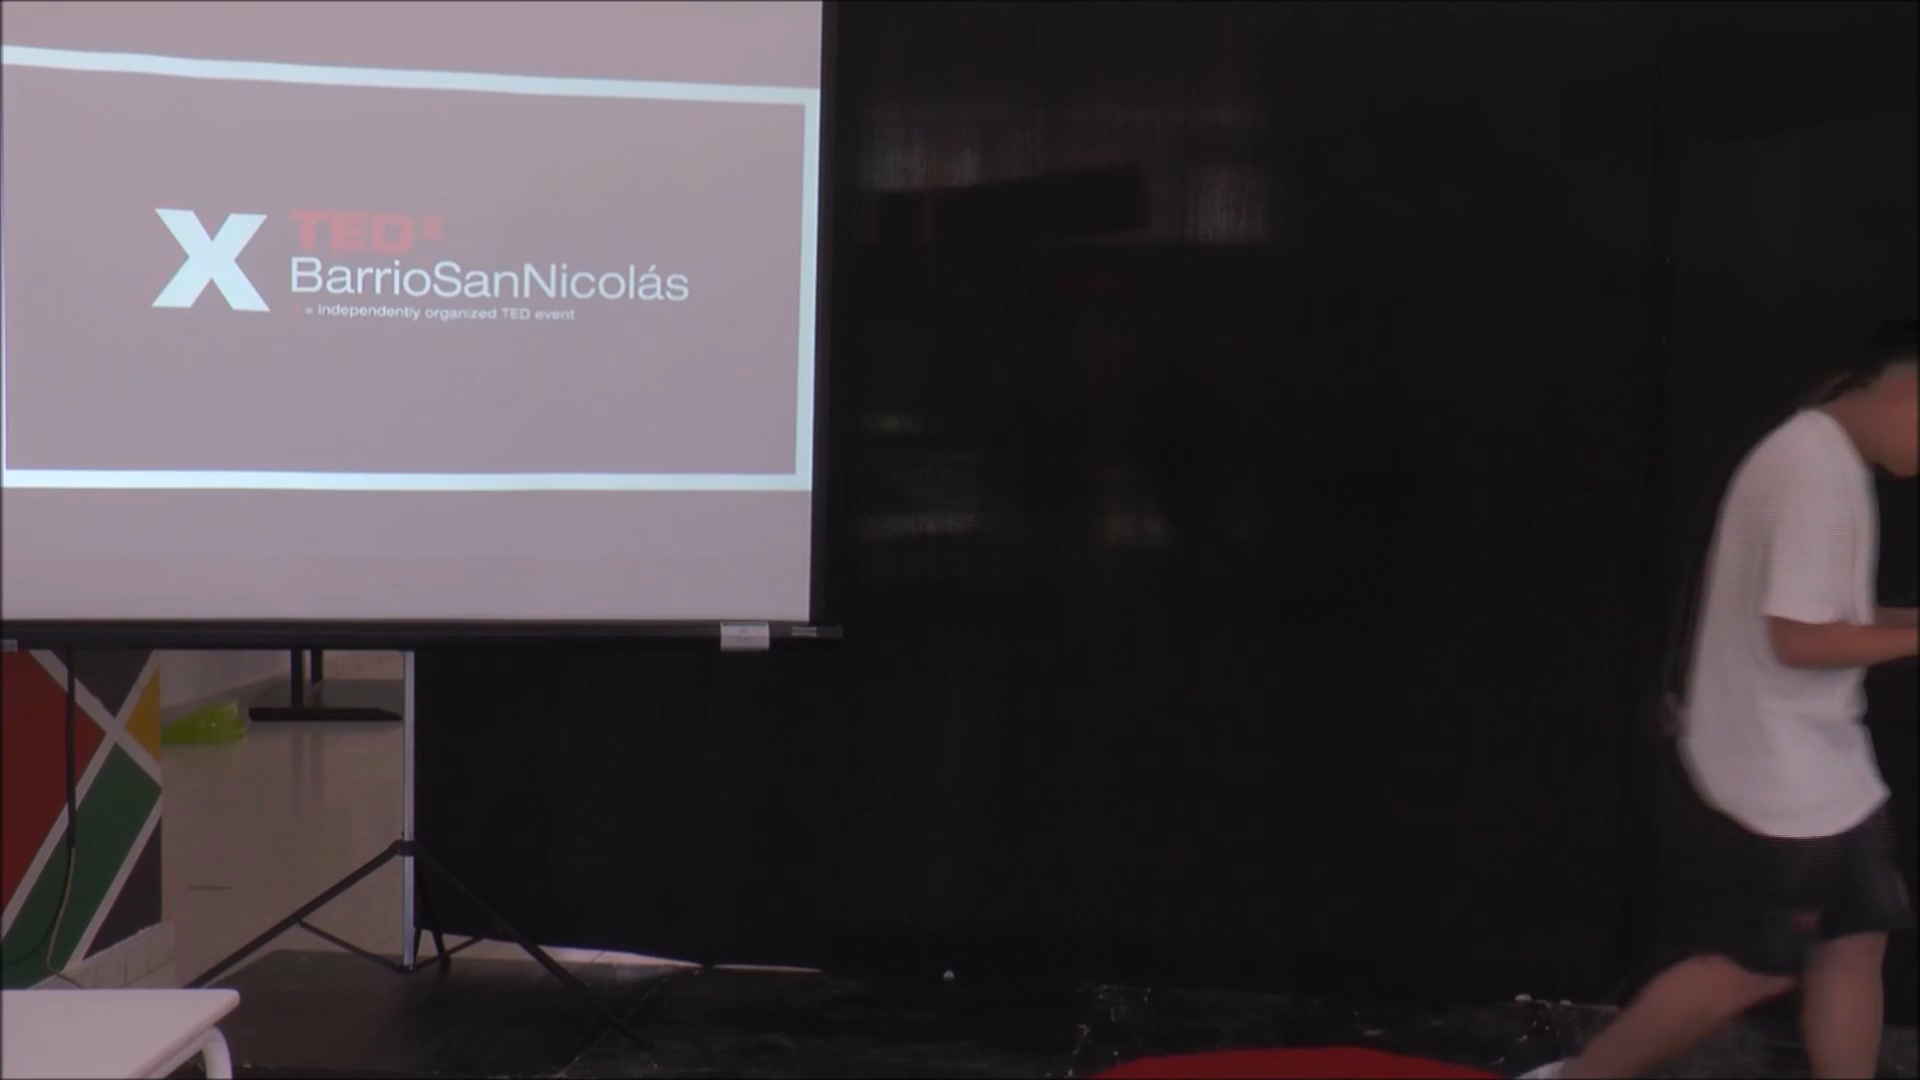 X TEDx
BarrioSanNicolás
x = independently organized TED event